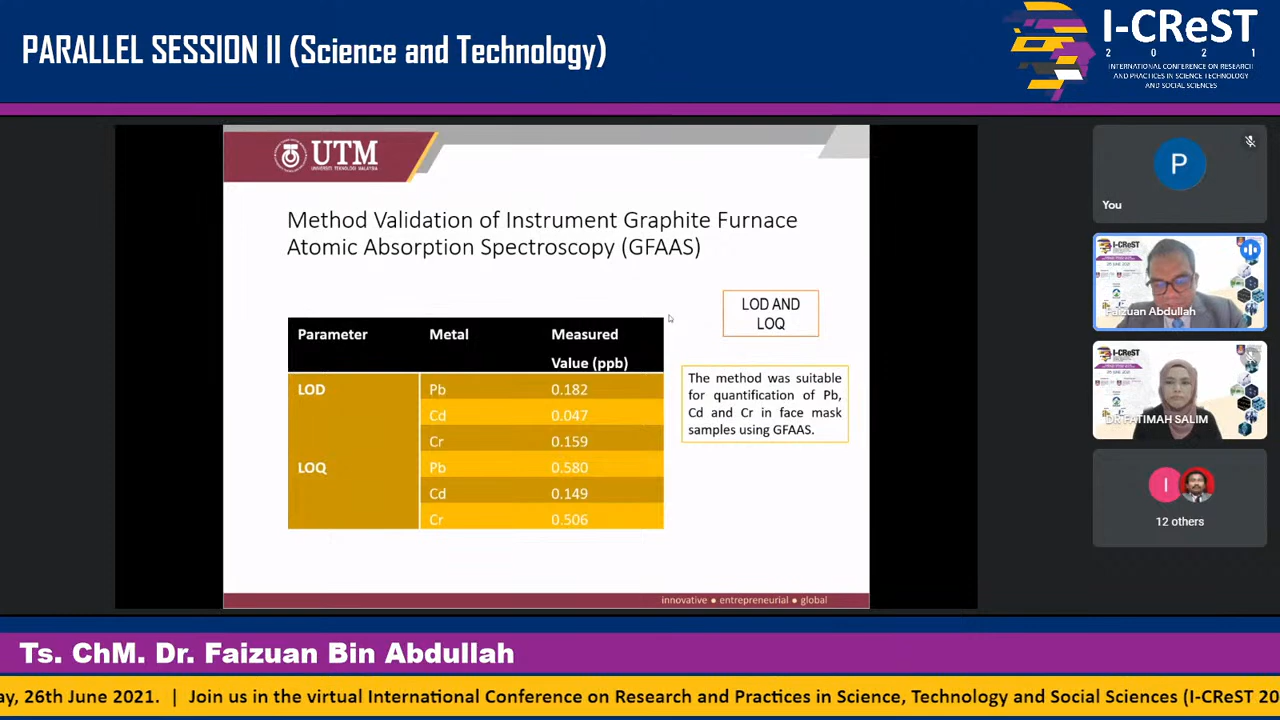 PARALLEL SESSION II (Science and Technology)
I-CReST
2 0 2 1
INTERNATIONAL CONFERENCE ON RESEARCH
AND PRACTICES IN SCIENCE TECHNOLOGY
AND SOCIAL SCIENCES
UTM
UNIVERSITI TEKNOLOGI MALAYSIA
Method Validation of Instrument Graphite Furnace
Atomic Absorption Spectroscopy (GFAAS)
LOD AND
LOQ
Parameter Metal Measured
Value (ppb)
LOD Pb 0.182
Cd 0.047
Cr 0.159
LOQ Pb 0.580
Cd 0.149
Cr 0.506
The method was suitable
for quantification of Pb,
Cd and Cr in face mask
samples using GFAAS.
innovative ● entrepreneurial ● global
P
You
I-CReST
Faizuan Abdullah
I-CReST
DR FATIMAH SALIM
I
12 others
Ts. ChM. Dr. Faizuan Bin Abdullah
ay, 26th June 2021. | Join us in the virtual International Conference on Research and Practices in Science, Technology and Social Sciences (I-CReST 20